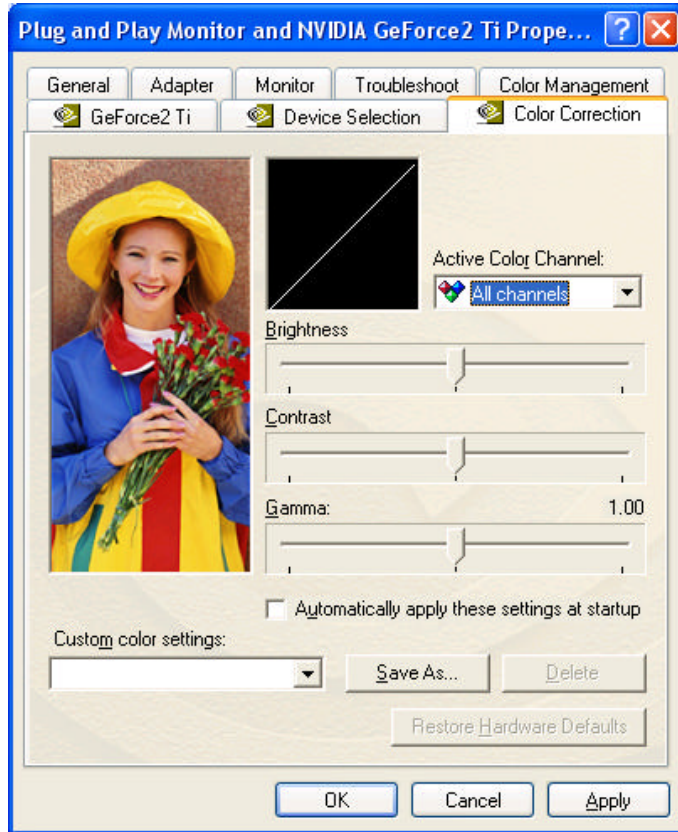 Plug and Play Monitor and NVIDIA GeForce2 Ti Prope...
General Adapter Monitor Troubleshoot Color Management
GeForce2 Ti Device Selection Color Correction
Active Color Channel:
All channels
Brightness
Contrast
Gamma: 1.00
Automatically apply these settings at startup
Custom color settings:
Save As... Delete
Restore Hardware Defaults
OK Cancel Apply